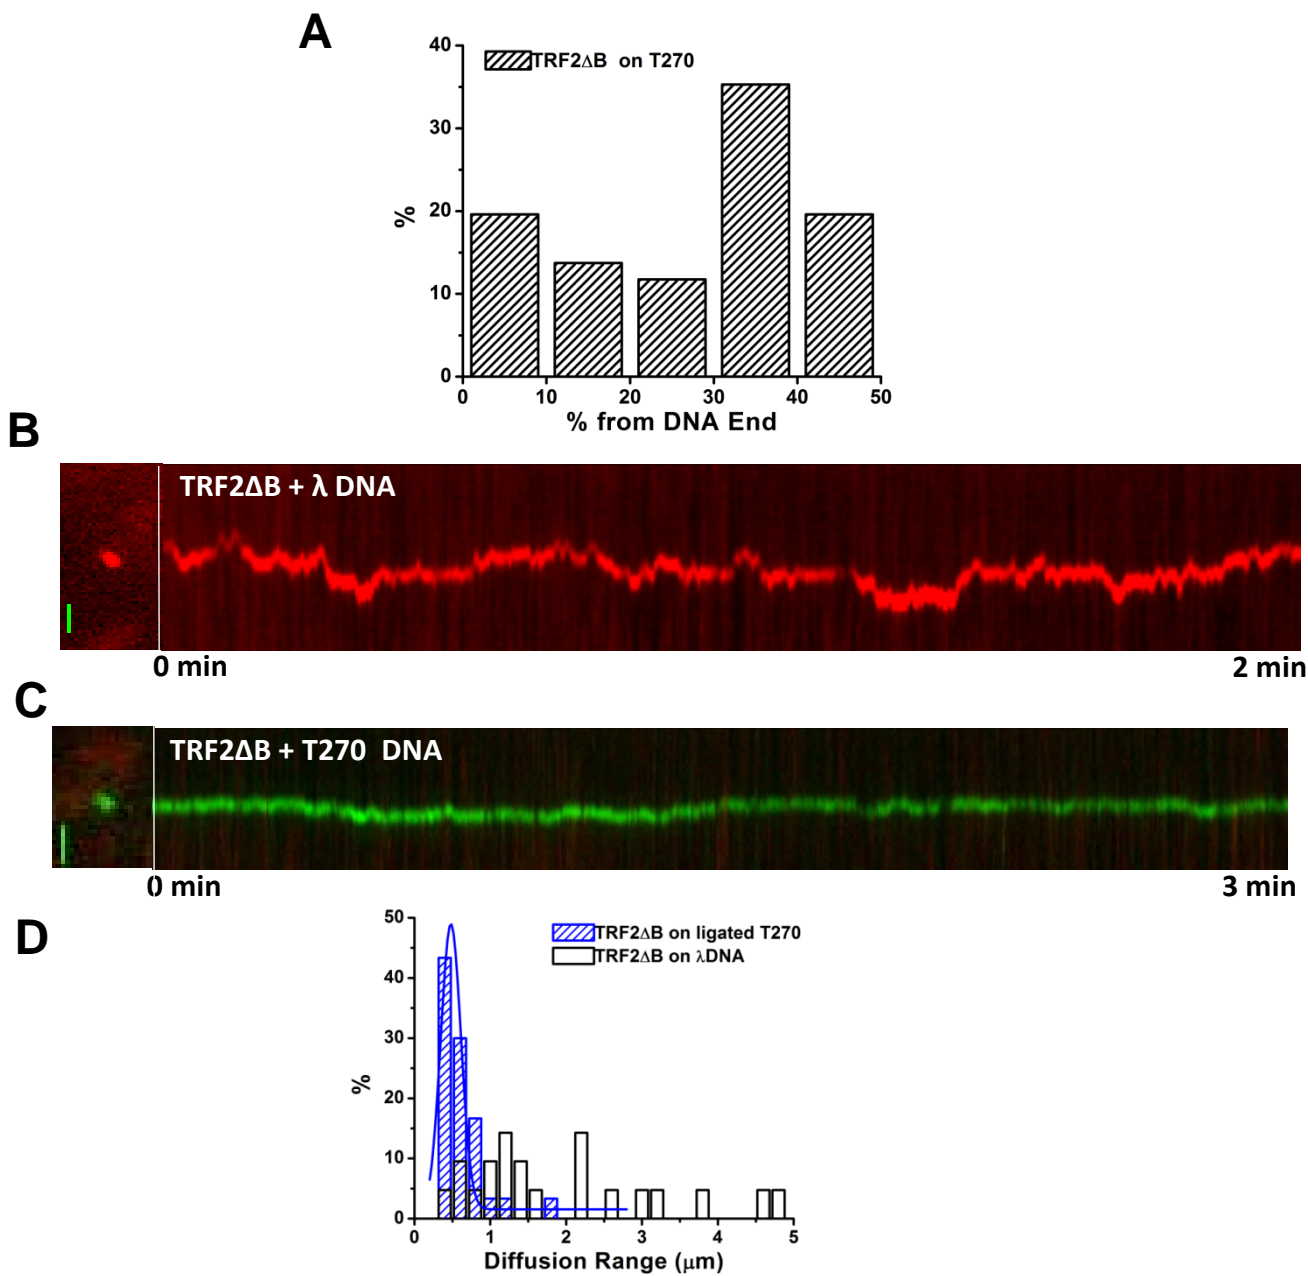 A
40
30
20
10
0
%
TRF2ΔB on T270
0 10 20 30 40 50
% from DNA End
B
TRF2ΔB + λ DNA
0 min 2 min
C
TRF2ΔB + T270 DNA
0 min 3 min
D
50
40
30
20
10
0
%
TRF2ΔB on ligated T270
TRF2ΔB on λDNA
0 1 2 3 4 5
Diffusion Range (μm)